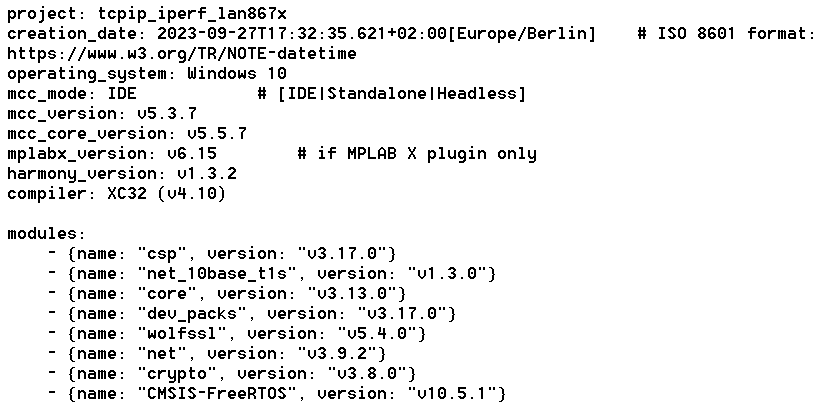 project: tcpip_iperf_lan867x
creation_date: 2023-09-27T17:32:35.621+02:00[Europe/Berlin]    # ISO 8601 format:
https://www.w3.org/TR/NOTE-datetime
operating_system: Windows 10
mcc_mode: IDE            # [IDE|Standalone|Headless]
mcc_version: v5.3.7
mcc_core_version: v5.5.7
mplabx_version: v6.15        # if MPLAB X plugin only
harmony_version: v1.3.2
compiler: XC32 (v4.10)

modules:
    - {name: "csp", version: "v3.17.0"}
    - {name: "net_10base_t1s", version: "v1.3.0"}
    - {name: "core", version: "v3.13.0"}
    - {name: "dev_packs", version: "v3.17.0"}
    - {name: "wolfssl", version: "v5.4.0"}
    - {name: "net", version: "v3.9.2"}
    - {name: "crypto", version: "v3.8.0"}
    - {name: "CMSIS-FreeRTOS", version: "v10.5.1"}